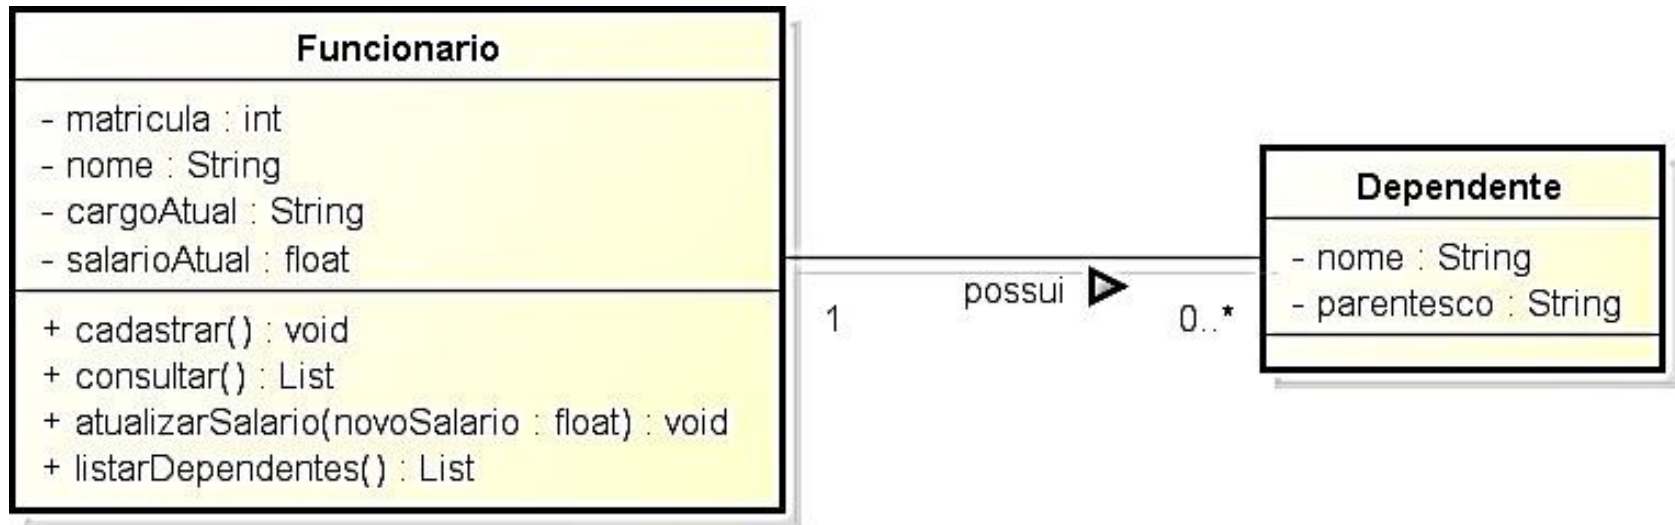 Funcionario
- matricula : int
- nome : String
- cargoAtual : String
- salarioAtual : float
+ cadastrar() : void
+ consultar() : List
+ atualizarSalario(novoSalario : float) : void
+ listarDependentes() : List
1
possui
0..*
Dependente
- nome : String
- parentesco : String